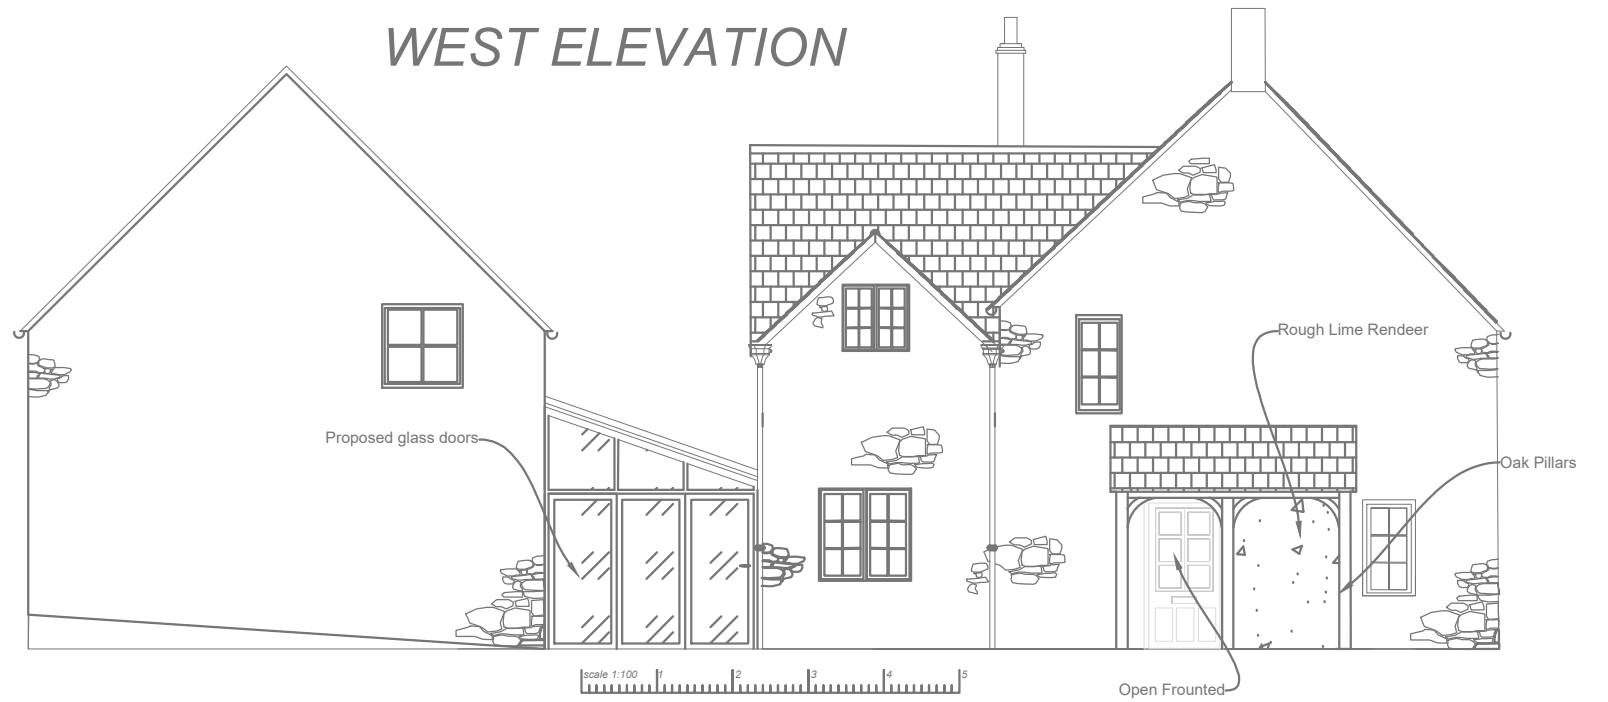 WEST ELEVATION
Rough Lime Rendeer
Proposed glass doors
Oak Pillars
scale 1:100 1 2 3 4 5
Open Frounted